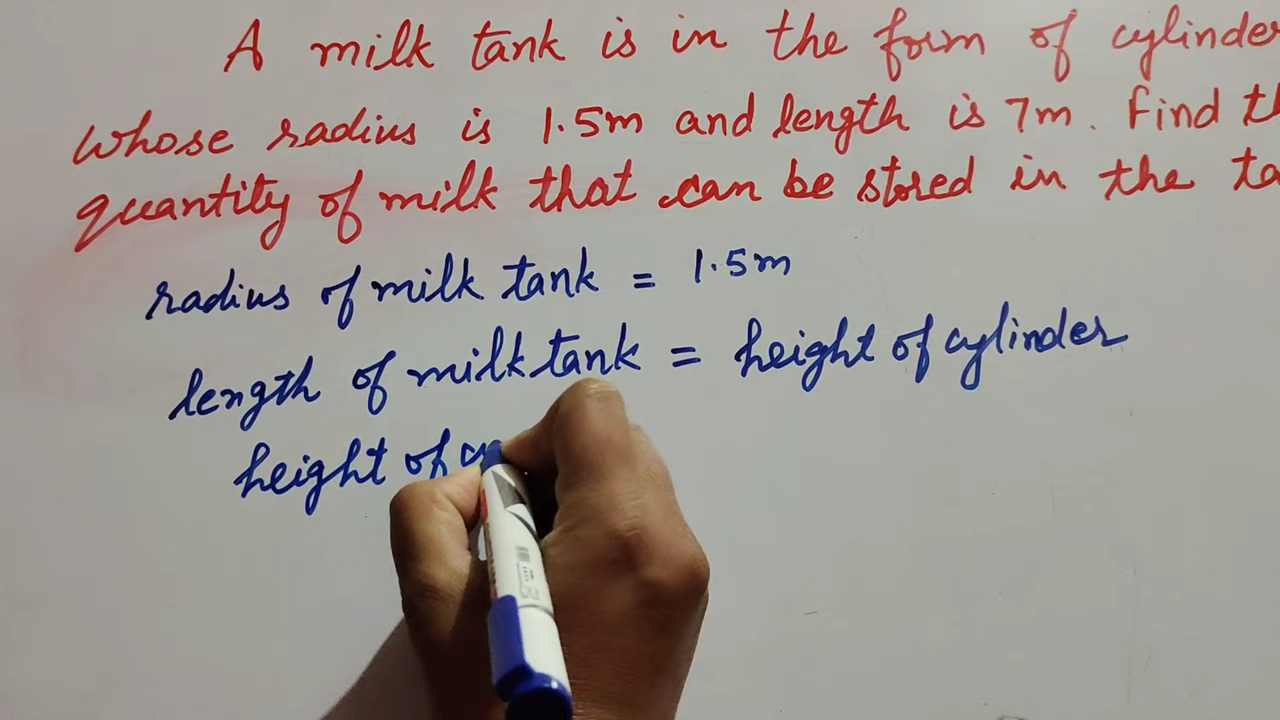 A milk tank is in the form of cylinder
whose radius is 1.5m and length is 7m. Find th
quantity of milk that can be stored in the ta
radius of milk tank = 1.5m
length of milk tank = height of cylinder
height of cy